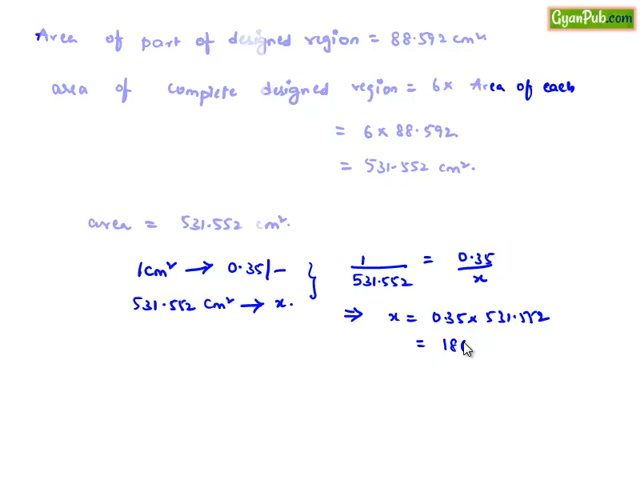 GyanPub.com
Area of part of designed region = 88.592 cm².
area of complete designed region = 6 x Area of each
= 6 x 88.592
= 531.552 cm².
area = 531.552 cm².
1cm² → 0.35/- } 1/531.552 = 0.35/x
531.552 cm² → x.
⇒ x = 0.35 x 531.552
= 186